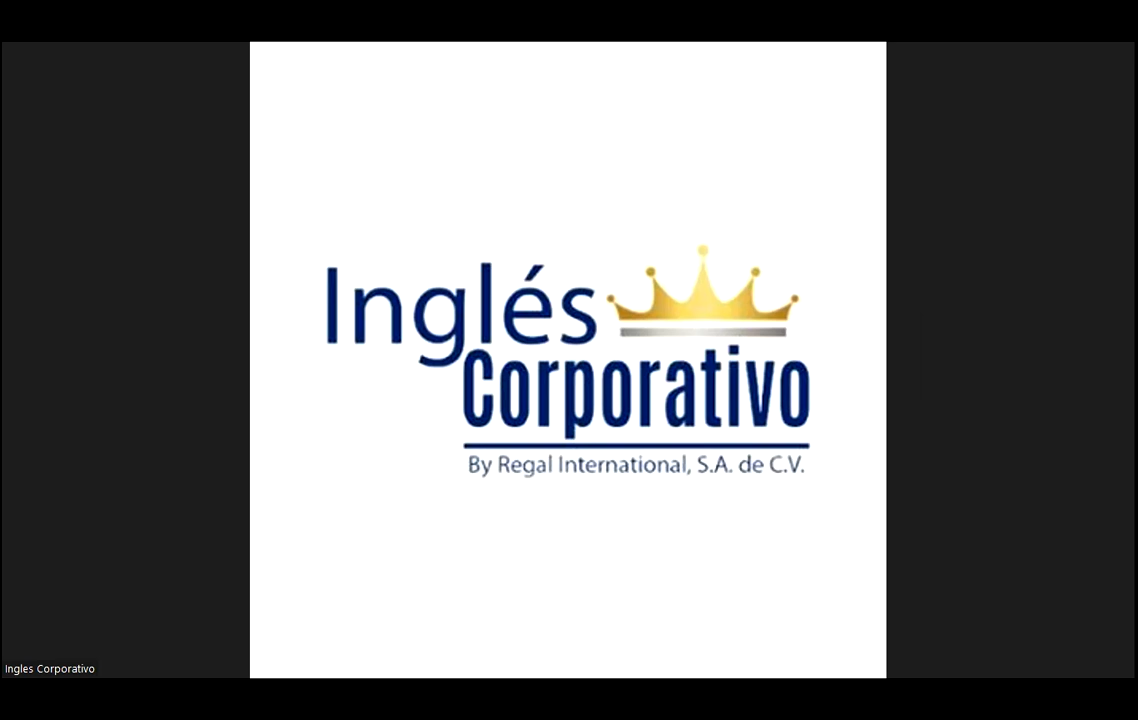 Inglés
Corporativo
By Regal International, S.A. de C.V.
Ingles Corporativo